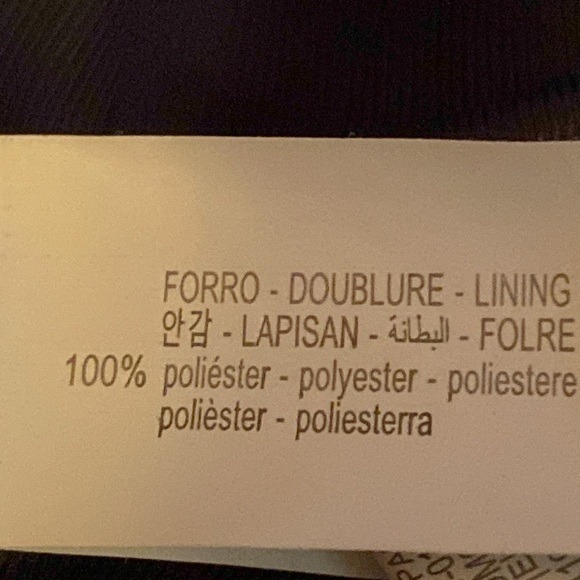 FORRO - DOUBLURE - LINING
안감 - LAPISAN - البطانة - FOLRE
100% poliéster - polyester - poliestere
polièster - poliesterra